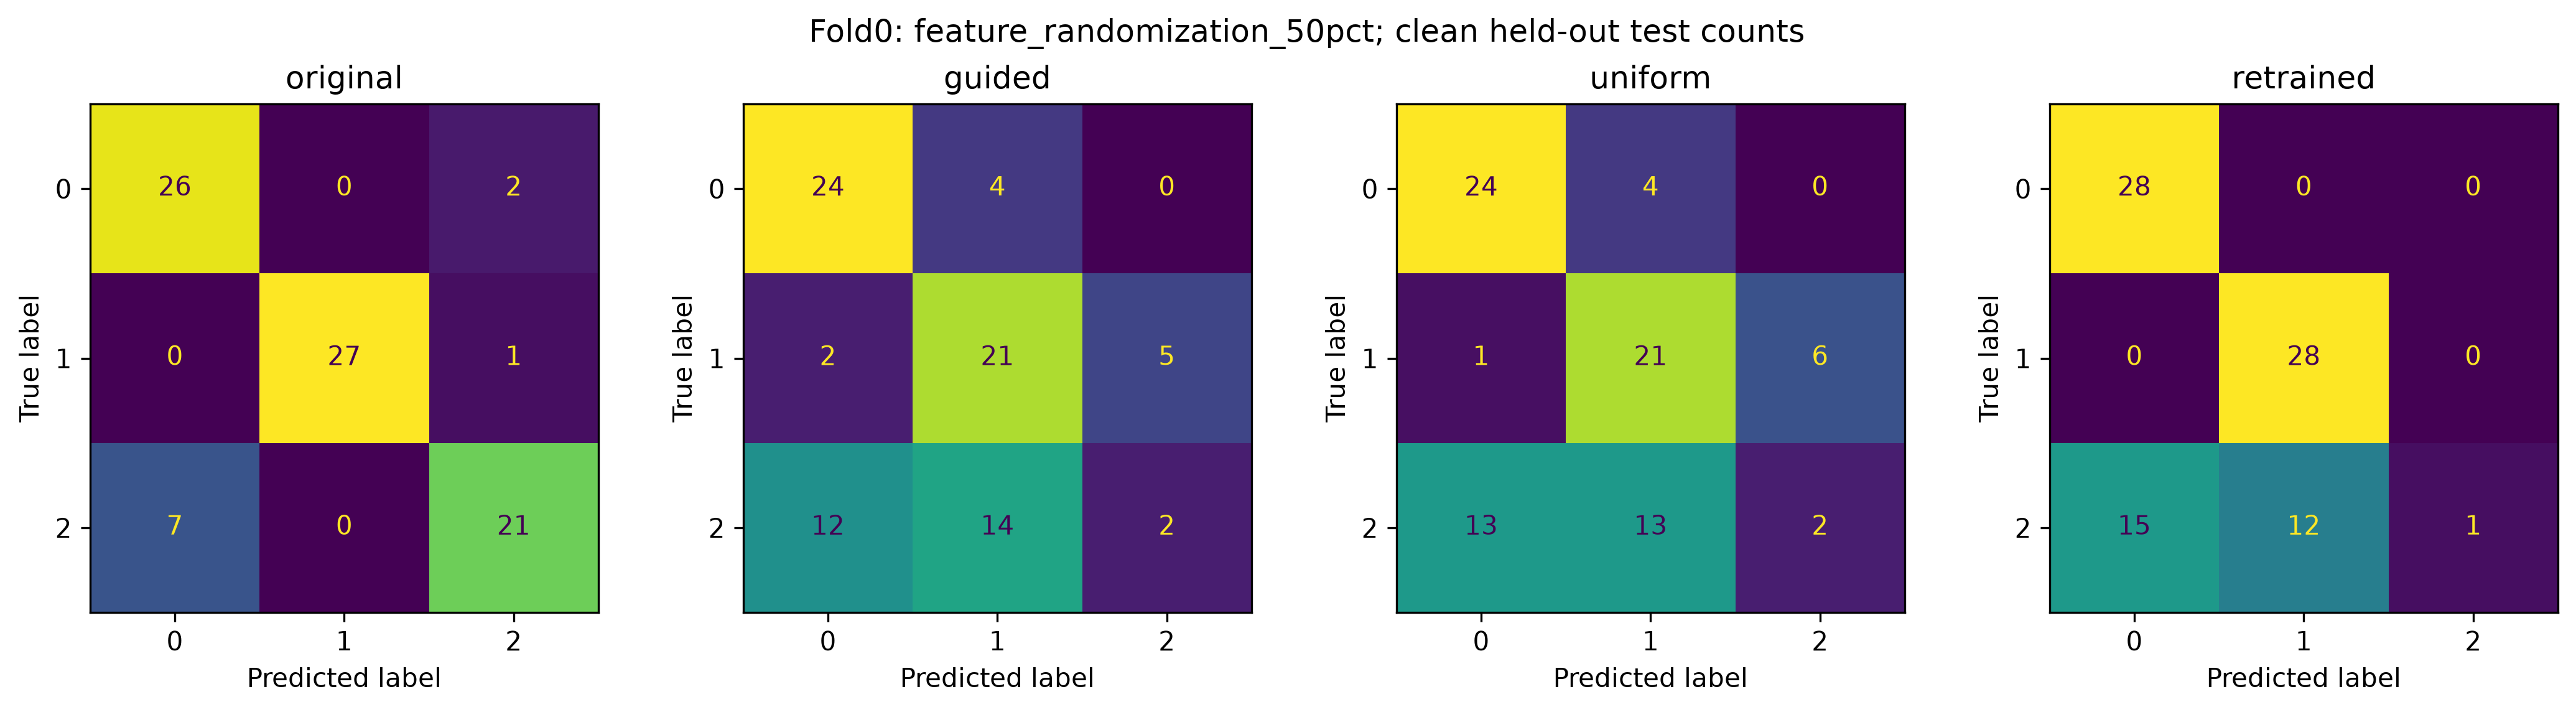 Fold0: feature_randomization_50pct; clean held-out test counts
original
True label
0
1
2
26 0 2
0 27 1
7 0 21
0 1 2
Predicted label
guided
True label
0
1
2
24 4 0
2 21 5
12 14 2
0 1 2
Predicted label
uniform
True label
0
1
2
24 4 0
1 21 6
13 13 2
0 1 2
Predicted label
retrained
True label
0
1
2
28 0 0
0 28 0
15 12 1
0 1 2
Predicted label